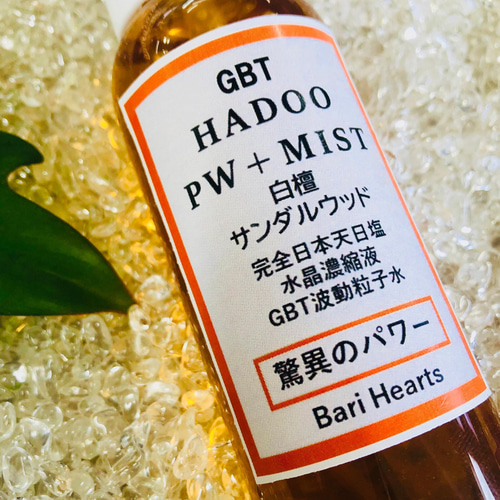 GBT
HADOO
PW + MIST
白檀
サンダルウッド
完全日本天日塩
水晶濃縮液
GBT波動粒子水
驚異のパワー
Bari Hearts